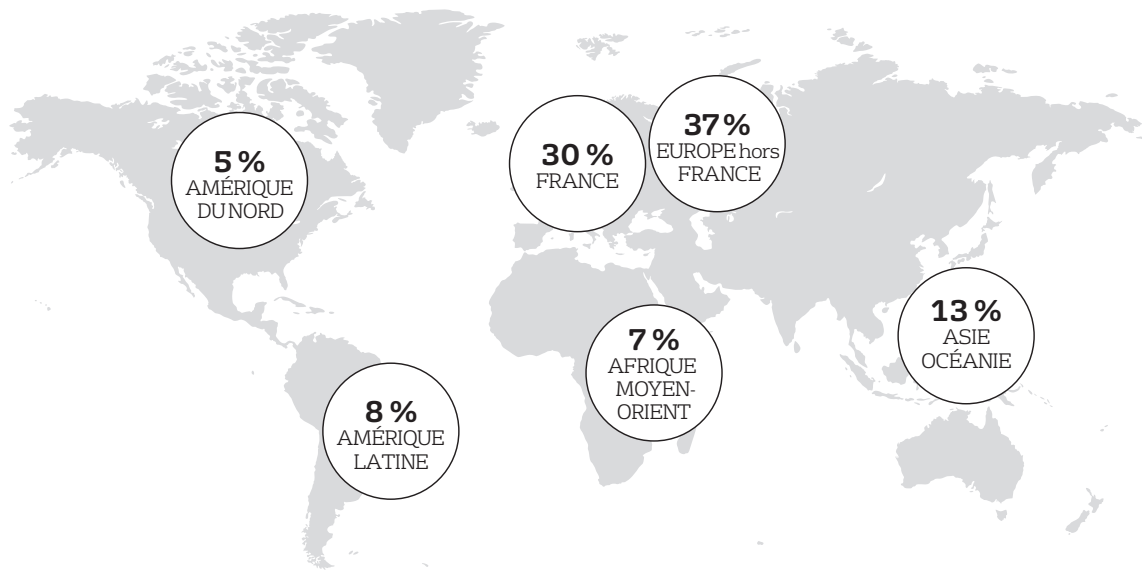 5 %
AMÉRIQUE
DU NORD
30 %
FRANCE
37 %
EUROPE hors
FRANCE
8 %
AMÉRIQUE
LATINE
7 %
AFRIQUE
MOYEN-
ORIENT
13 %
ASIE
OCÉANIE